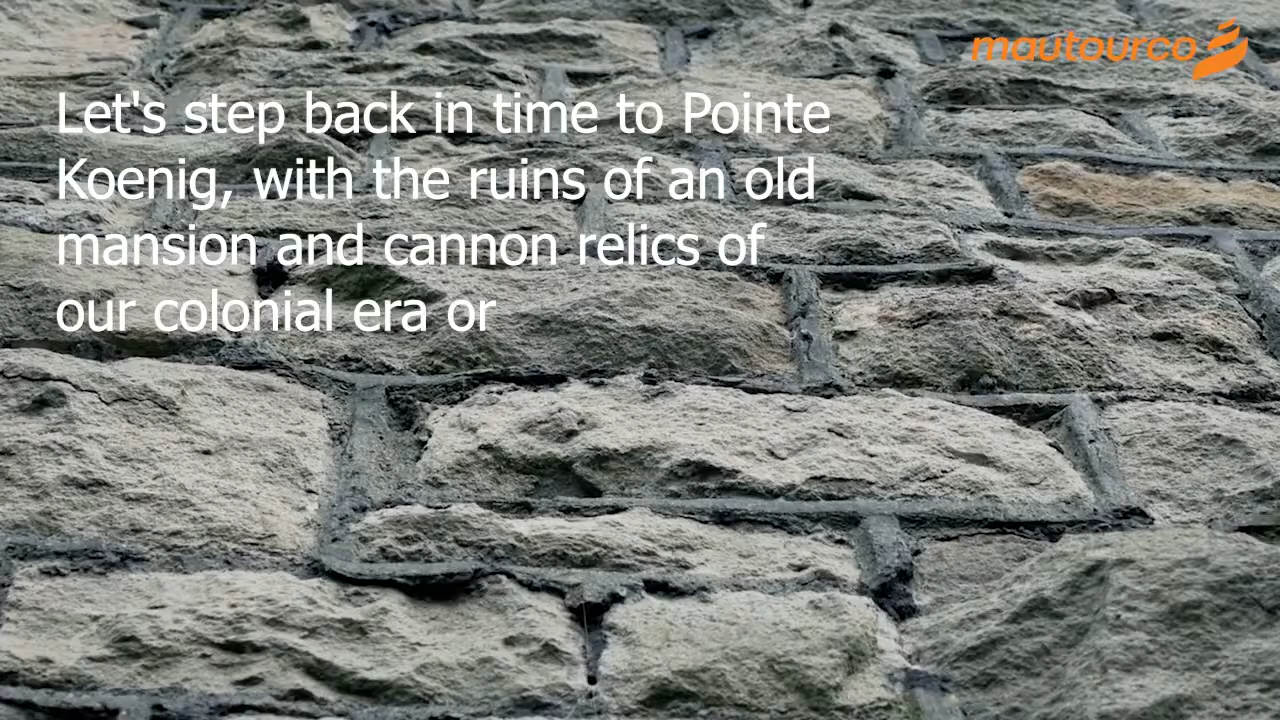 mautourco
Let's step back in time to Pointe
Koenig, with the ruins of an old
mansion and cannon relics of
our colonial era or